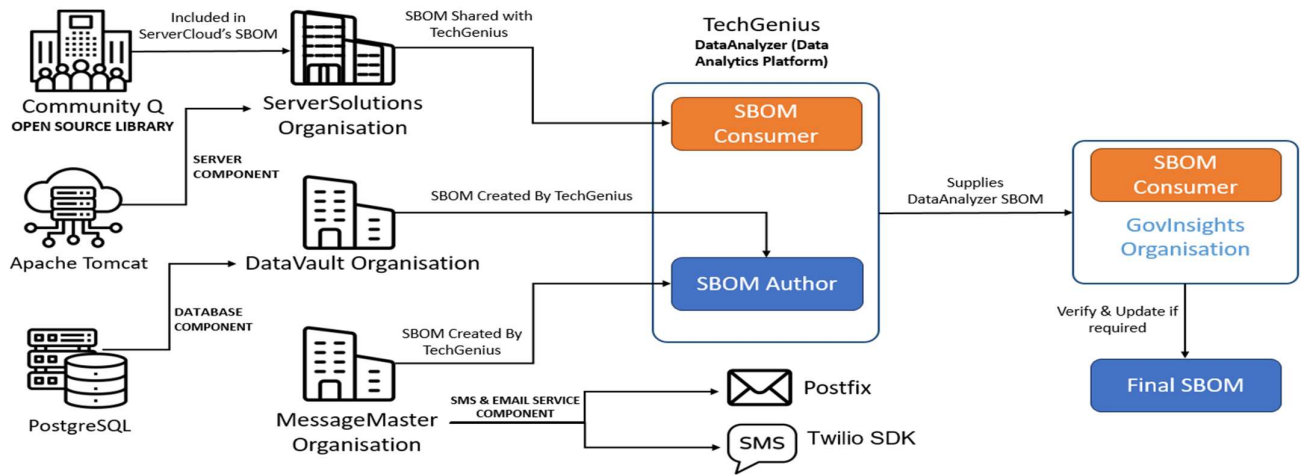 Included in
ServerCloud's SBOM
Community Q
OPEN SOURCE LIBRARY
ServerSolutions
Organisation
SBOM Shared with
TechGenius
TechGenius
DataAnalyzer (Data
Analytics Platform)
SBOM
Consumer
SERVER
COMPONENT
Apache Tomcat
DataVault Organisation
SBOM Created By TechGenius
SBOM Author
Supplies
DataAnalyzer SBOM
SBOM
Consumer
GovInsights
Organisation
DATABASE
COMPONENT
PostgreSQL
SBOM Created By
TechGenius
MessageMaster
Organisation
SMS & EMAIL SERVICE
COMPONENT
Postfix
SMS
Twilio SDK
Verify & Update if
required
Final SBOM